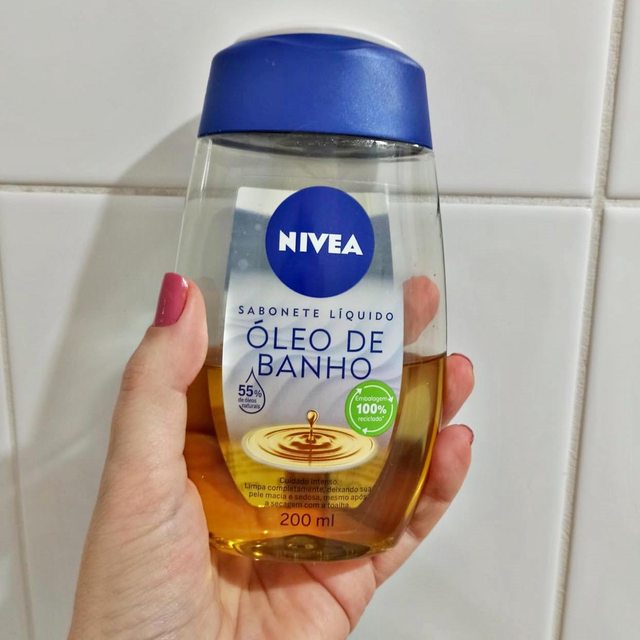 NIVEA
SABONETE LÍQUIDO
ÓLEO DE
BANHO
55%
de óleos
naturais
Embalagem
100%
reciclado*
Cuidado intenso:
Limpa completamente, deixando sua
pele macia e sedosa, mesmo após
a secagem com a toalha
200 ml